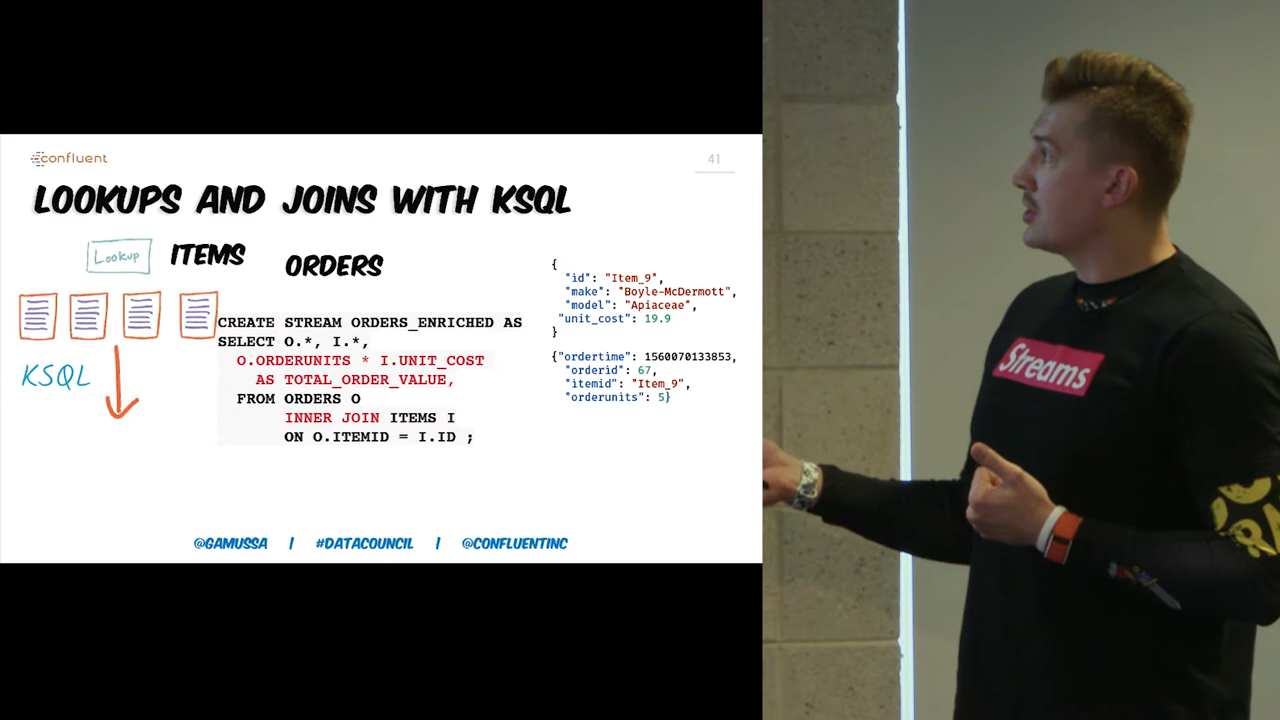 confluent
41
LOOKUPS AND JOINS WITH KSQL
Lookup
ITEMS
ORDERS
KSQL
CREATE STREAM ORDERS_ENRICHED AS
SELECT O.*, I.*,
O.ORDERUNITS * I.UNIT_COST
AS TOTAL_ORDER_VALUE,
FROM ORDERS O
INNER JOIN ITEMS I
ON O.ITEMID = I.ID ;
{
"id": "Item_9",
"make": "Boyle-McDermott",
"model": "Apiaceae",
"unit_cost": 19.9
}
{"ordertime": 1560070133853,
"orderid": 67,
"itemid": "Item_9",
"orderunits": 5}
@GAMUSSA | #DATACOUNCIL | @CONFLUENTINC
Streams